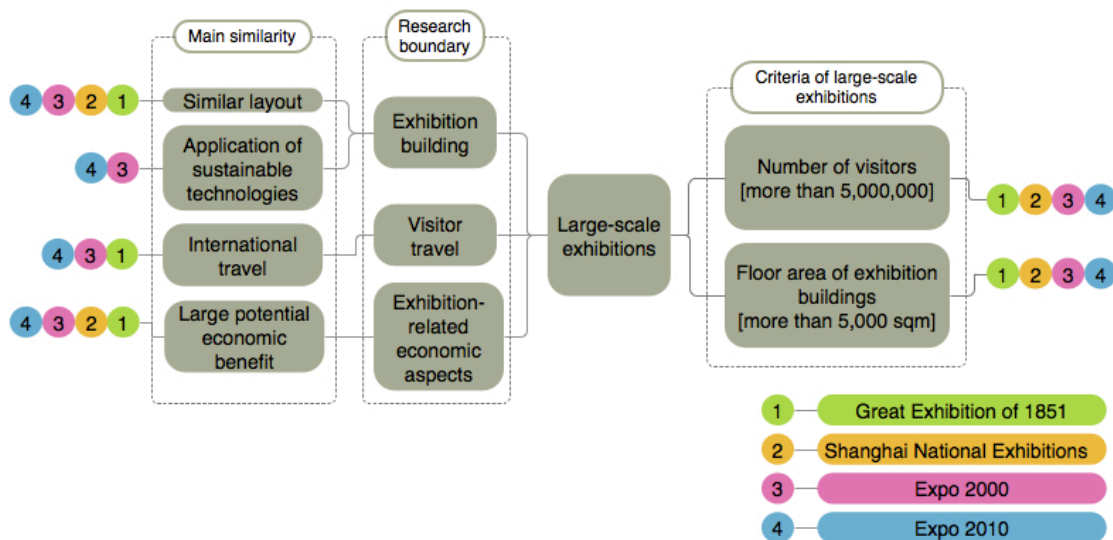 Main similarity
Research
boundary
4 3 2 1
Similar layout
4 3
Application of
sustainable
technologies
Exhibition
building
4 3 1
International
travel
Visitor
travel
4 3 2 1
Large potential
economic
benefit
Exhibition-
related
economic
aspects
Large-scale
exhibitions
Criteria of large-scale
exhibitions
Number of visitors
[more than 5,000,000]
1 2 3 4
Floor area of exhibition
buildings
[more than 5,000 sqm]
1 2 3 4
1 Great Exhibition of 1851
2 Shanghai National Exhibitions
3 Expo 2000
4 Expo 2010